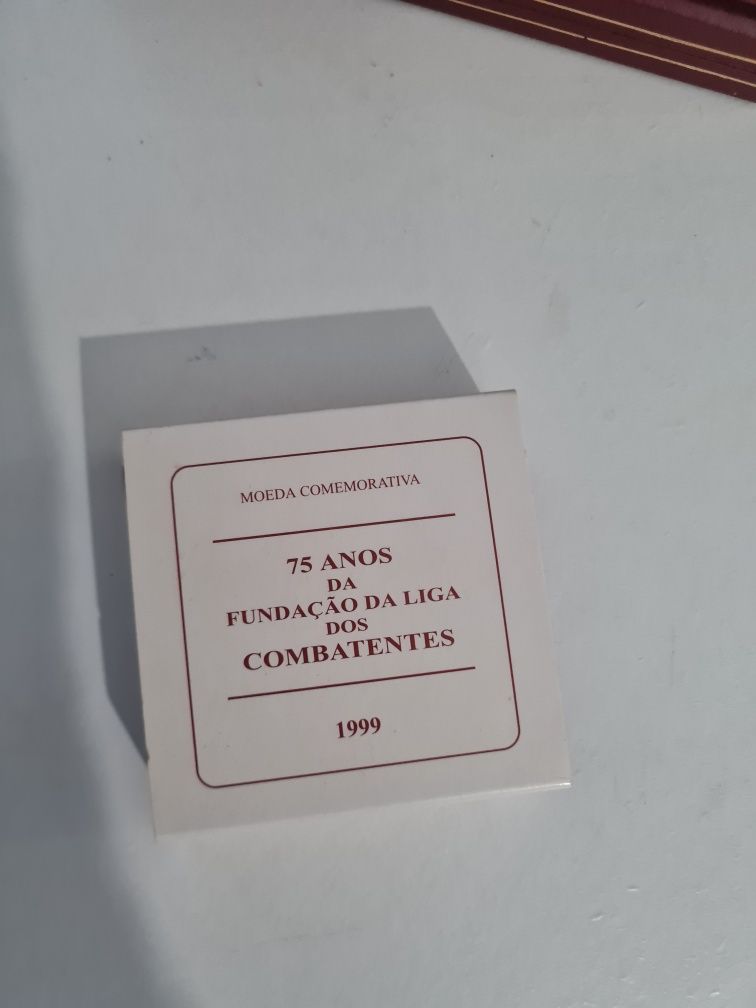 MOEDA COMEMORATIVA
75 ANOS
DA
FUNDAÇÃO DA LIGA
DOS
COMBATENTES
1999